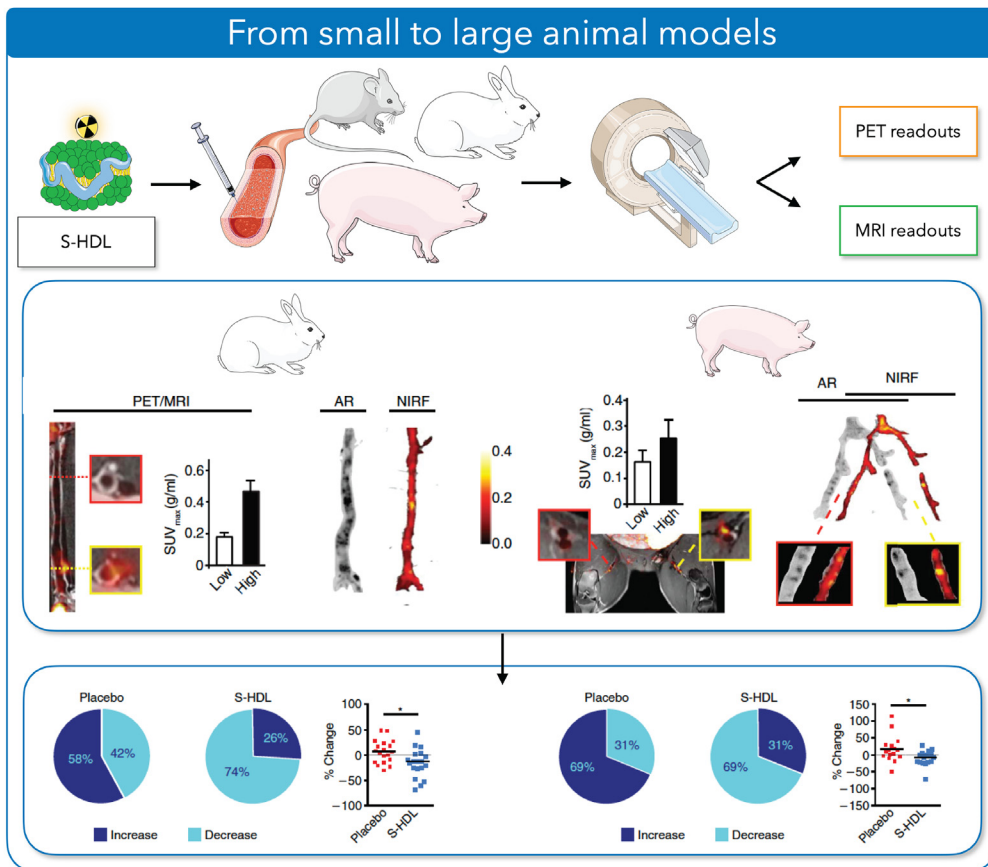 From small to large animal models
S-HDL
PET readouts
MRI readouts
PET/MRI
SUVmax (g/ml)
0.6
0.4
0.2
0
Low
High
AR
NIRF
0.4
0.2
0.0
SUVmax (g/ml)
0.4
0.3
0.2
0.1
0
Low
High
AR
NIRF
Placebo
58%
42%
S-HDL
26%
74%
Increase
Decrease
% Change
100
50
0
−50
−100
*
Placebo
S-HDL
Placebo
31%
69%
S-HDL
31%
69%
Increase
Decrease
% Change
150
100
50
0
−50
−100
−150
*
Placebo
S-HDL